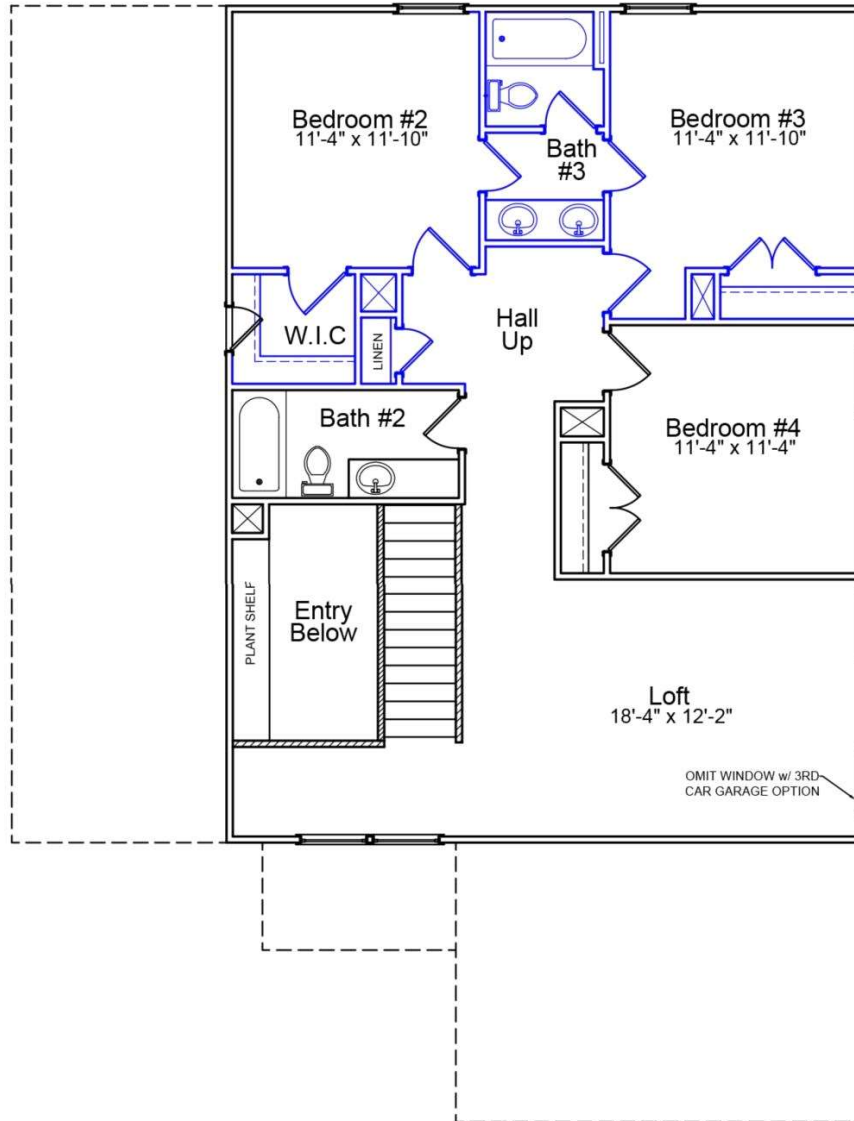 Bedroom #2
11'-4" x 11'-10"
Bath
#3
Bedroom #3
11'-4" x 11'-10"
W.I.C
LINEN
Hall
Up
Bath #2
Bedroom #4
11'-4" x 11'-4"
PLANT SHELF
Entry
Below
Loft
18'-4" x 12'-2"
OMIT WINDOW w/ 3RD
CAR GARAGE OPTION